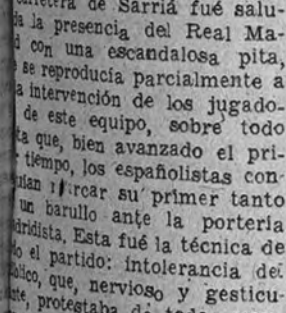 de Sarriá fué salu-
la presencia del Real Ma-
con una escandalosa pita,
se reproducía parcialmente a
intervención de los jugado-
de este equipo, sobre todo
que, bien avanzado el pri-
tiempo, los españolistas con-
su primer tanto
un barullo ante la portería
Esta fué la técnica de
el partido: intolerancia del
que, nervioso y gesticu-
protestaba